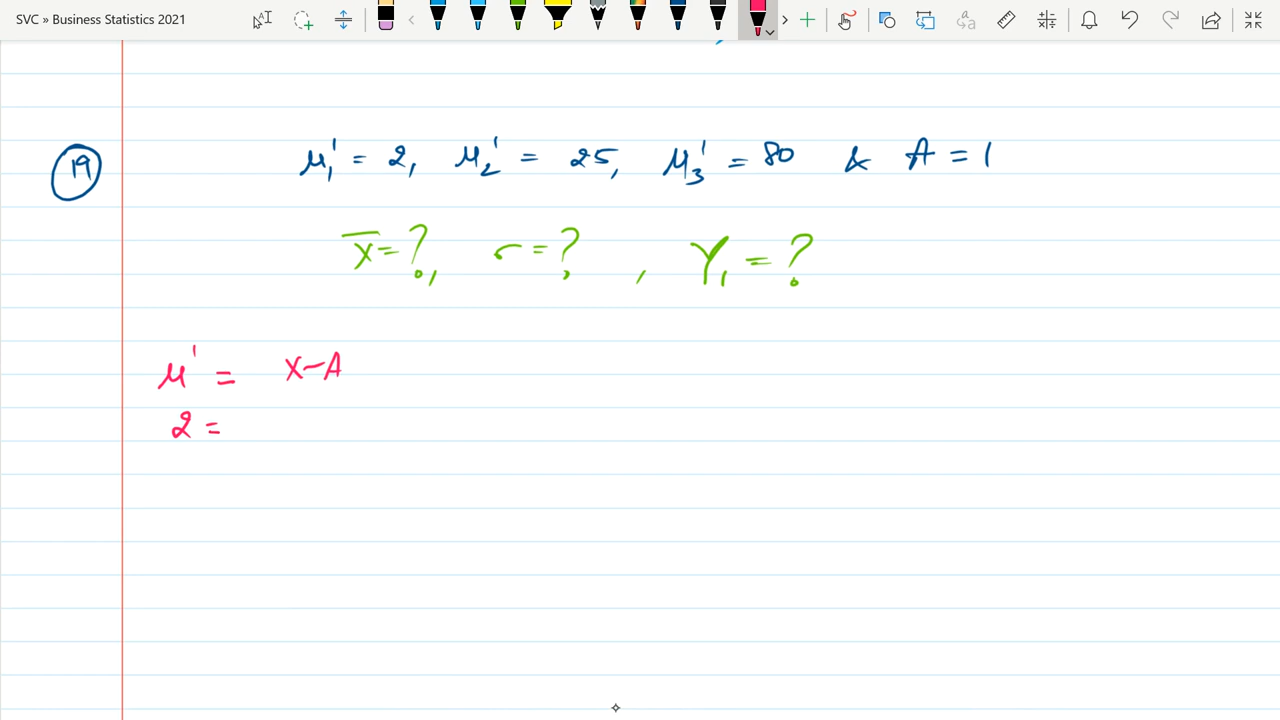 SVC » Business Statistics 2021
19 μ₁' = 2, μ₂' = 25, μ₃' = 80 & A = 1
x̄ = ?, σ = ?, γ₁ = ?
μ' = X-A
2 =